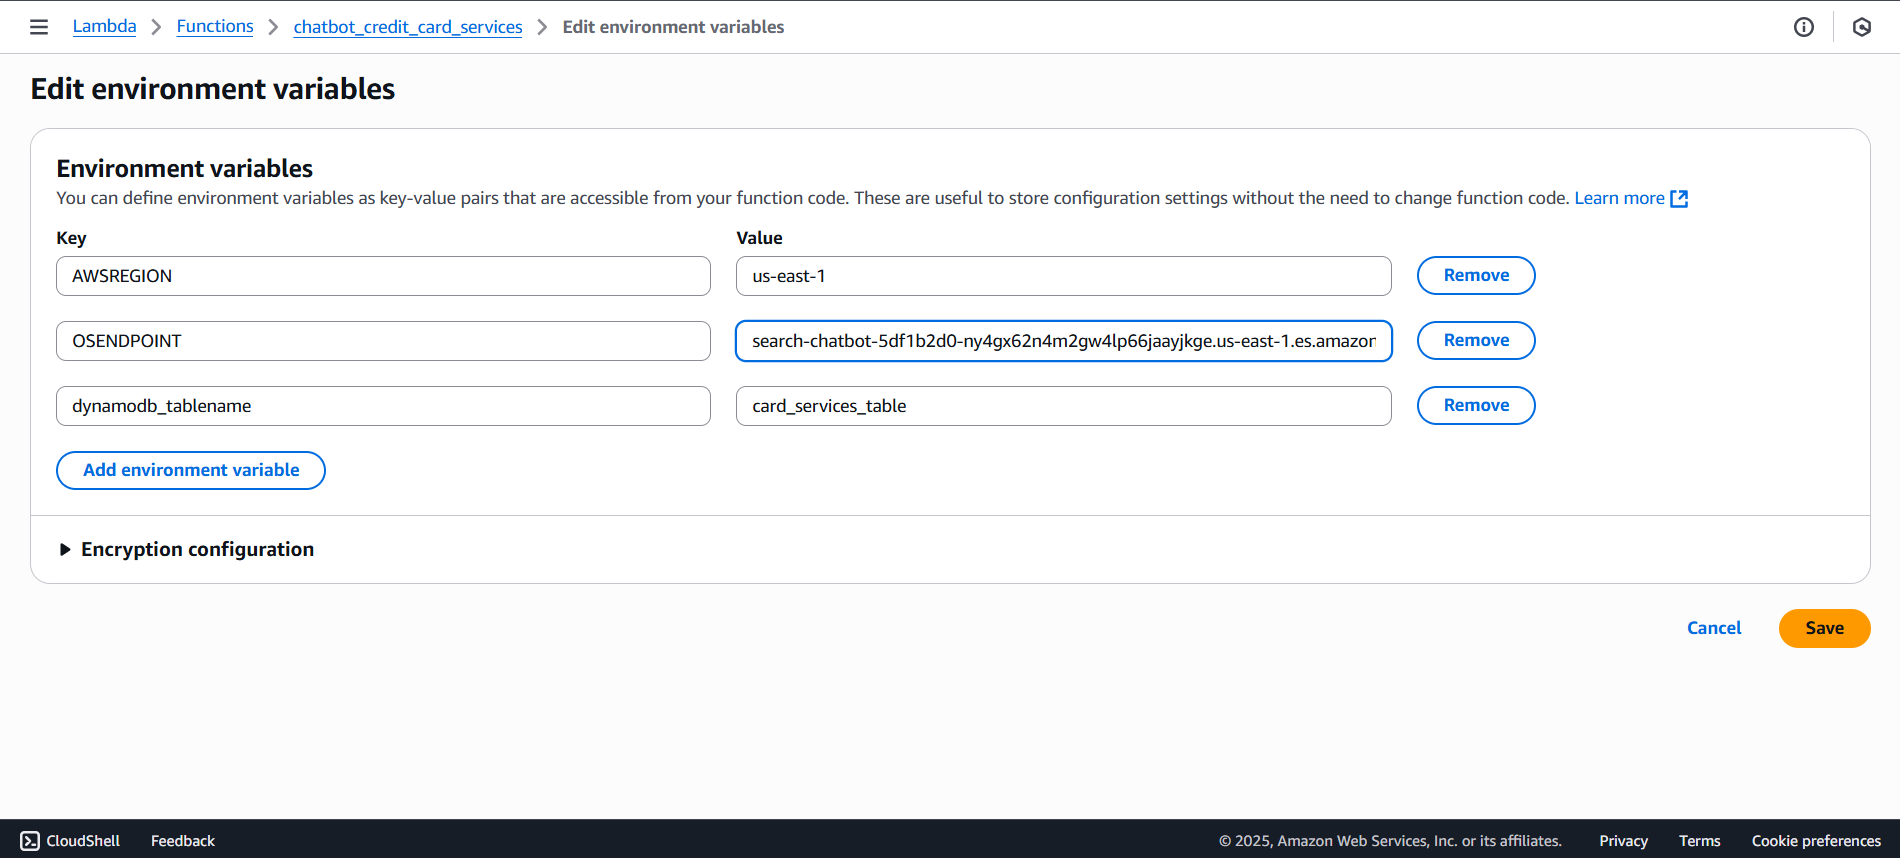 Lambda > Functions > chatbot_credit_card_services > Edit environment variables
Edit environment variables
Environment variables
You can define environment variables as key-value pairs that are accessible from your function code. These are useful to store configuration settings without the need to change function code. Learn more
Key Value
AWSREGION us-east-1 Remove
OSENDPOINT search-chatbot-5df1b2d0-ny4gx62n4m2gw4lp66jaayjkge.us-east-1.es.amazon Remove
dynamodb_tablename card_services_table Remove
Add environment variable
Encryption configuration
Cancel Save
CloudShell Feedback © 2025, Amazon Web Services, Inc. or its affiliates. Privacy Terms Cookie preferences